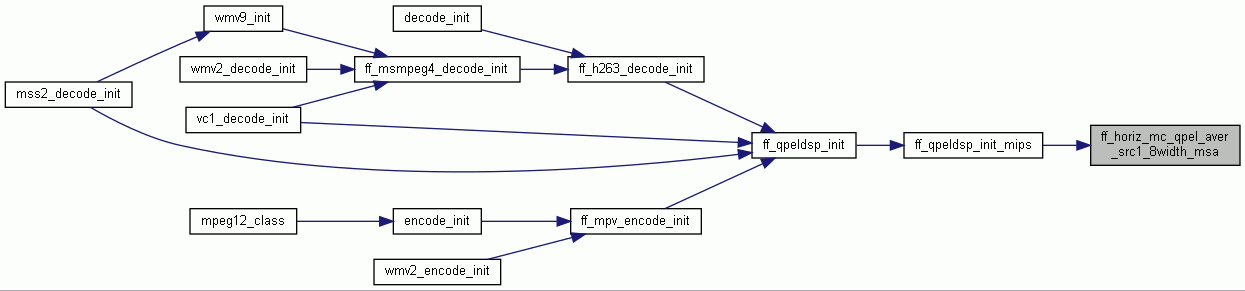 wmv9_init
decode_init
wmv2_decode_init
ff_msmpeg4_decode_init
ff_h263_decode_init
mss2_decode_init
vc1_decode_init
ff_qpeldsp_init
ff_qpeldsp_init_mips
ff_horiz_mc_qpel_aver
_src1_8width_msa
mpeg12_class
encode_init
ff_mpv_encode_init
wmv2_encode_init